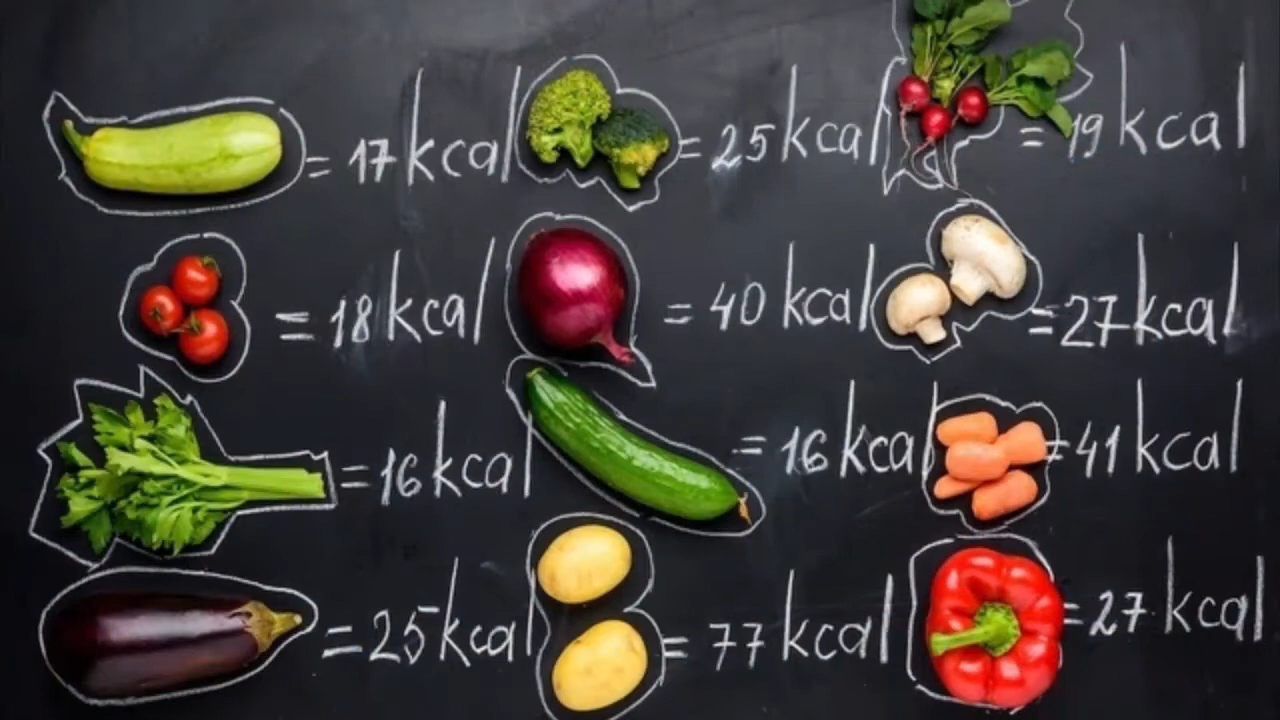 = 17 kcal = 25 kcal = 19 kcal
= 18 kcal = 40 kcal = 27 kcal
= 16 kcal = 16 kcal = 41 kcal
= 25 kcal = 77 kcal = 27 kcal